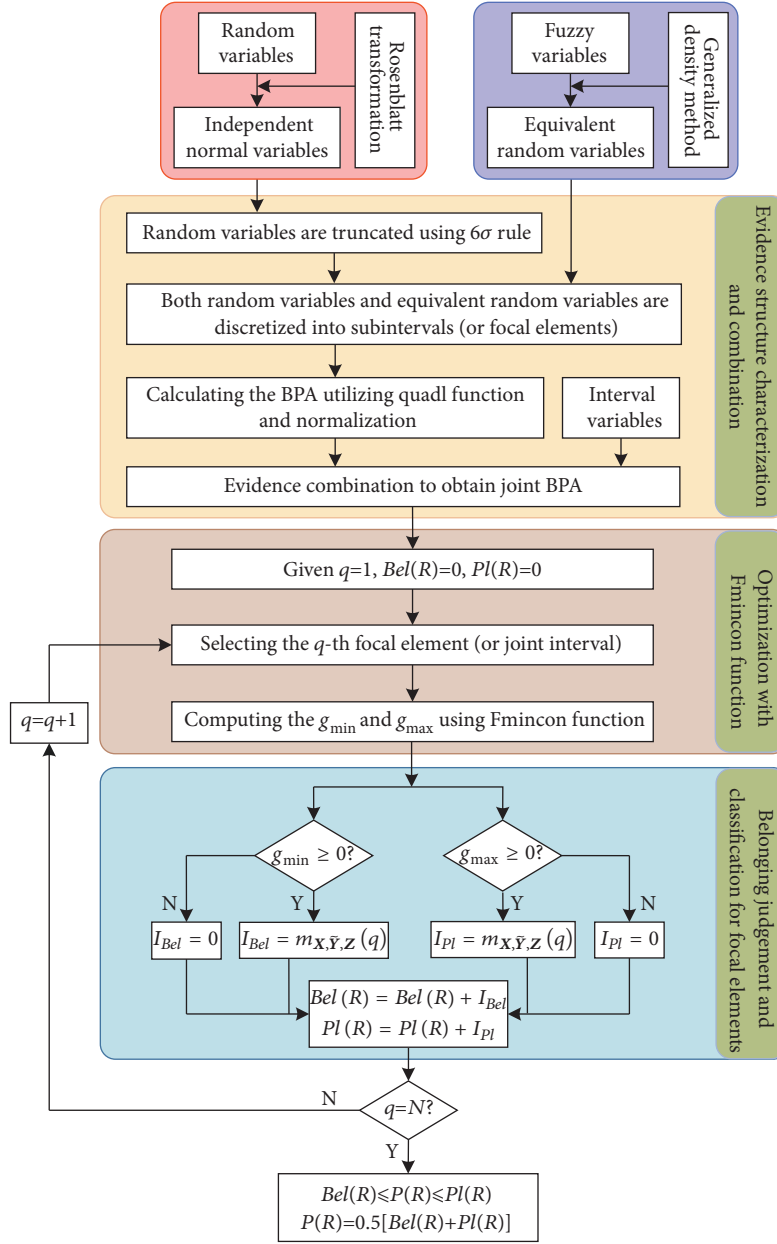 Random
variables
Rosenblatt
transformation
Independent
normal variables
Fuzzy
variables
Generalized
density method
Equivalent
random variables
Evidence structure characterization
and combination
Random variables are truncated using 6σ rule
Both random variables and equivalent random variables are
discretized into subintervals (or focal elements)
Calculating the BPA utilizing quadl function
and normalization
Interval
variables
Evidence combination to obtain joint BPA
Optimization with
Fmincon function
Given q=1, Bel(R)=0, Pl(R)=0
Selecting the q-th focal element (or joint interval)
q=q+1
Computing the g_min and g_max using Fmincon function
Belonging judgement and
classification for focal elements
g_min ≥ 0?
g_max ≥ 0?
N
Y
Y
N
I_Bel = 0
I_Bel = m_X,Ỹ,Z (q)
I_Pl = m_X,Ỹ,Z (q)
I_Pl = 0
Bel (R) = Bel (R) + I_Bel
Pl (R) = Pl (R) + I_Pl
N
q=N?
Y
Bel(R)⩽P(R)⩽Pl(R)
P(R)=0.5[Bel(R)+Pl(R)]